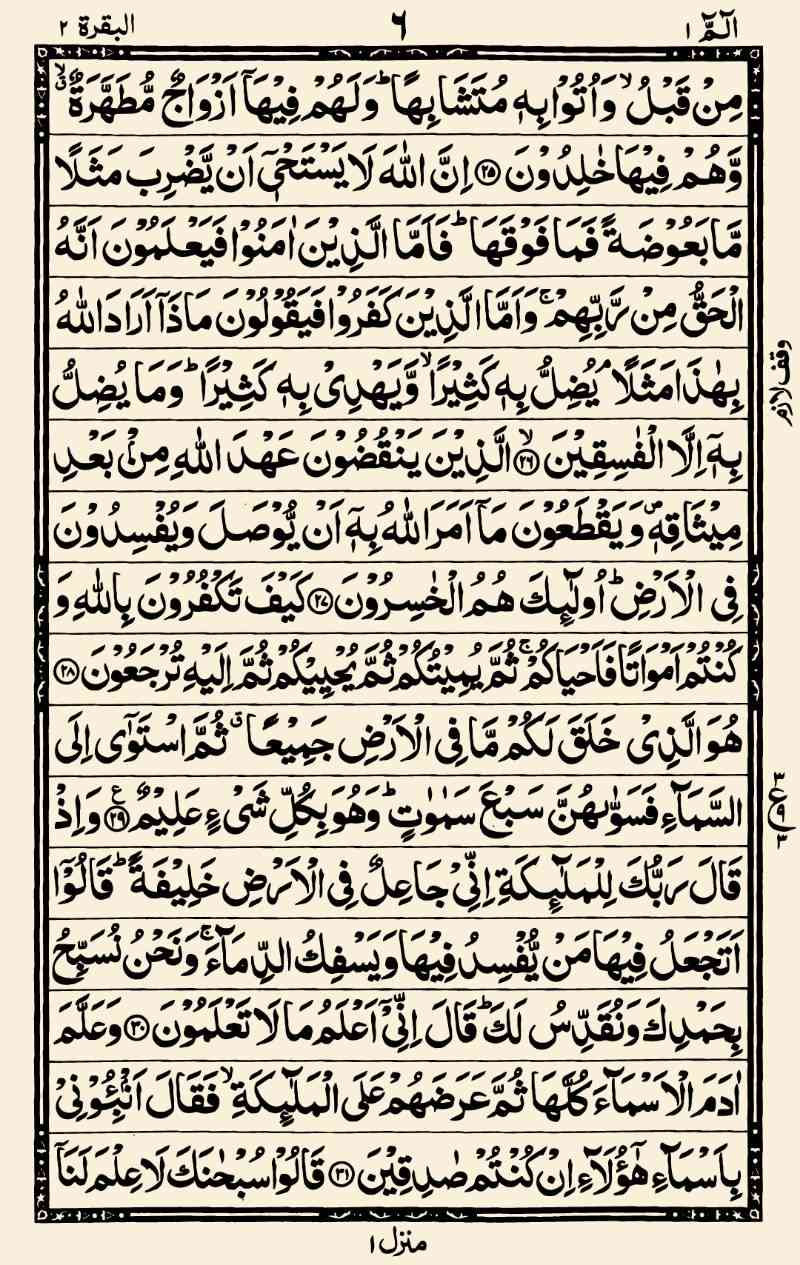 الٓمّٓ ١ ٦ البقرة ٢
مِنْ قَبْلُ ۙ وَاُتُوْا بِهٖ مُتَشَابِهًا ؕ وَلَهُمْ فِيْهَاۤ اَزْوَاجٌ مُّطَهَّرَةٌ ۙۗ
وَّهُمْ فِيْهَا خٰلِدُوْنَ ﴿٢٥﴾ اِنَّ اللّٰهَ لَا يَسْتَحْىٖۤ اَنْ يَّضْرِبَ مَثَلًا
مَّا بَعُوْضَةً فَمَا فَوْقَهَا ؕ فَاَمَّا الَّذِيْنَ اٰمَنُوْا فَيَعْلَمُوْنَ اَنَّهُ
الْحَقُّ مِنْ رَّبِّهِمْ ۚ وَاَمَّا الَّذِيْنَ كَفَرُوْا فَيَقُوْلُوْنَ مَاذَاۤ اَرَادَ اللّٰهُ
بِهٰذَا مَثَلًا ۘ يُضِلُّ بِهٖ كَثِيْرًا ۙ وَّيَهْدِىْ بِهٖ كَثِيْرًا ؕ وَمَا يُضِلُّ
وقف لازم
بِهٖۤ اِلَّا الْفٰسِقِيْنَ ۙ﴿٢٦﴾ الَّذِيْنَ يَنْقُضُوْنَ عَهْدَ اللّٰهِ مِنْۢ بَعْدِ
مِيْثَاقِهٖ ۪ وَيَقْطَعُوْنَ مَاۤ اَمَرَ اللّٰهُ بِهٖۤ اَنْ يُّوْصَلَ وَيُفْسِدُوْنَ
فِى الْاَرْضِ ؕ اُولٰٓئِكَ هُمُ الْخٰسِرُوْنَ ﴿٢٧﴾ كَيْفَ تَكْفُرُوْنَ بِاللّٰهِ وَ
كُنْتُمْ اَمْوَاتًا فَاَحْيَاكُمْ ۚ ثُمَّ يُمِيْتُكُمْ ثُمَّ يُحْيِيْكُمْ ثُمَّ اِلَيْهِ تُرْجَعُوْنَ ﴿٢٨﴾
هُوَ الَّذِىْ خَلَقَ لَكُمْ مَّا فِى الْاَرْضِ جَمِيْعًا ۗ ثُمَّ اسْتَوٰۤى اِلَى
السَّمَآءِ فَسَوّٰٮهُنَّ سَبْعَ سَمٰوٰتٍ ؕ وَهُوَ بِكُلِّ شَىْءٍ عَلِيْمٌ ﴿٢٩﴾ ع وَاِذْ
٣ ع ٩ ٣
قَالَ رَبُّكَ لِلْمَلٰٓئِكَةِ اِنِّىْ جَاعِلٌ فِى الْاَرْضِ خَلِيْفَةً ؕ قَالُوْۤا
اَتَجْعَلُ فِيْهَا مَنْ يُّفْسِدُ فِيْهَا وَيَسْفِكُ الدِّمَآءَ ۚ وَنَحْنُ نُسَبِّحُ
بِحَمْدِكَ وَنُقَدِّسُ لَكَ ؕ قَالَ اِنِّىْۤ اَعْلَمُ مَا لَا تَعْلَمُوْنَ ﴿٣٠﴾ وَعَلَّمَ
اٰدَمَ الْاَسْمَآءَ كُلَّهَا ثُمَّ عَرَضَهُمْ عَلَى الْمَلٰٓئِكَةِ ۙ فَقَالَ اَنْۢبِـُٔوْنِىْ
بِاَسْمَآءِ هٰٓؤُلَآءِ اِنْ كُنْتُمْ صٰدِقِيْنَ ﴿٣١﴾ قَالُوْا سُبْحٰنَكَ لَا عِلْمَ لَنَاۤ
منزل ١